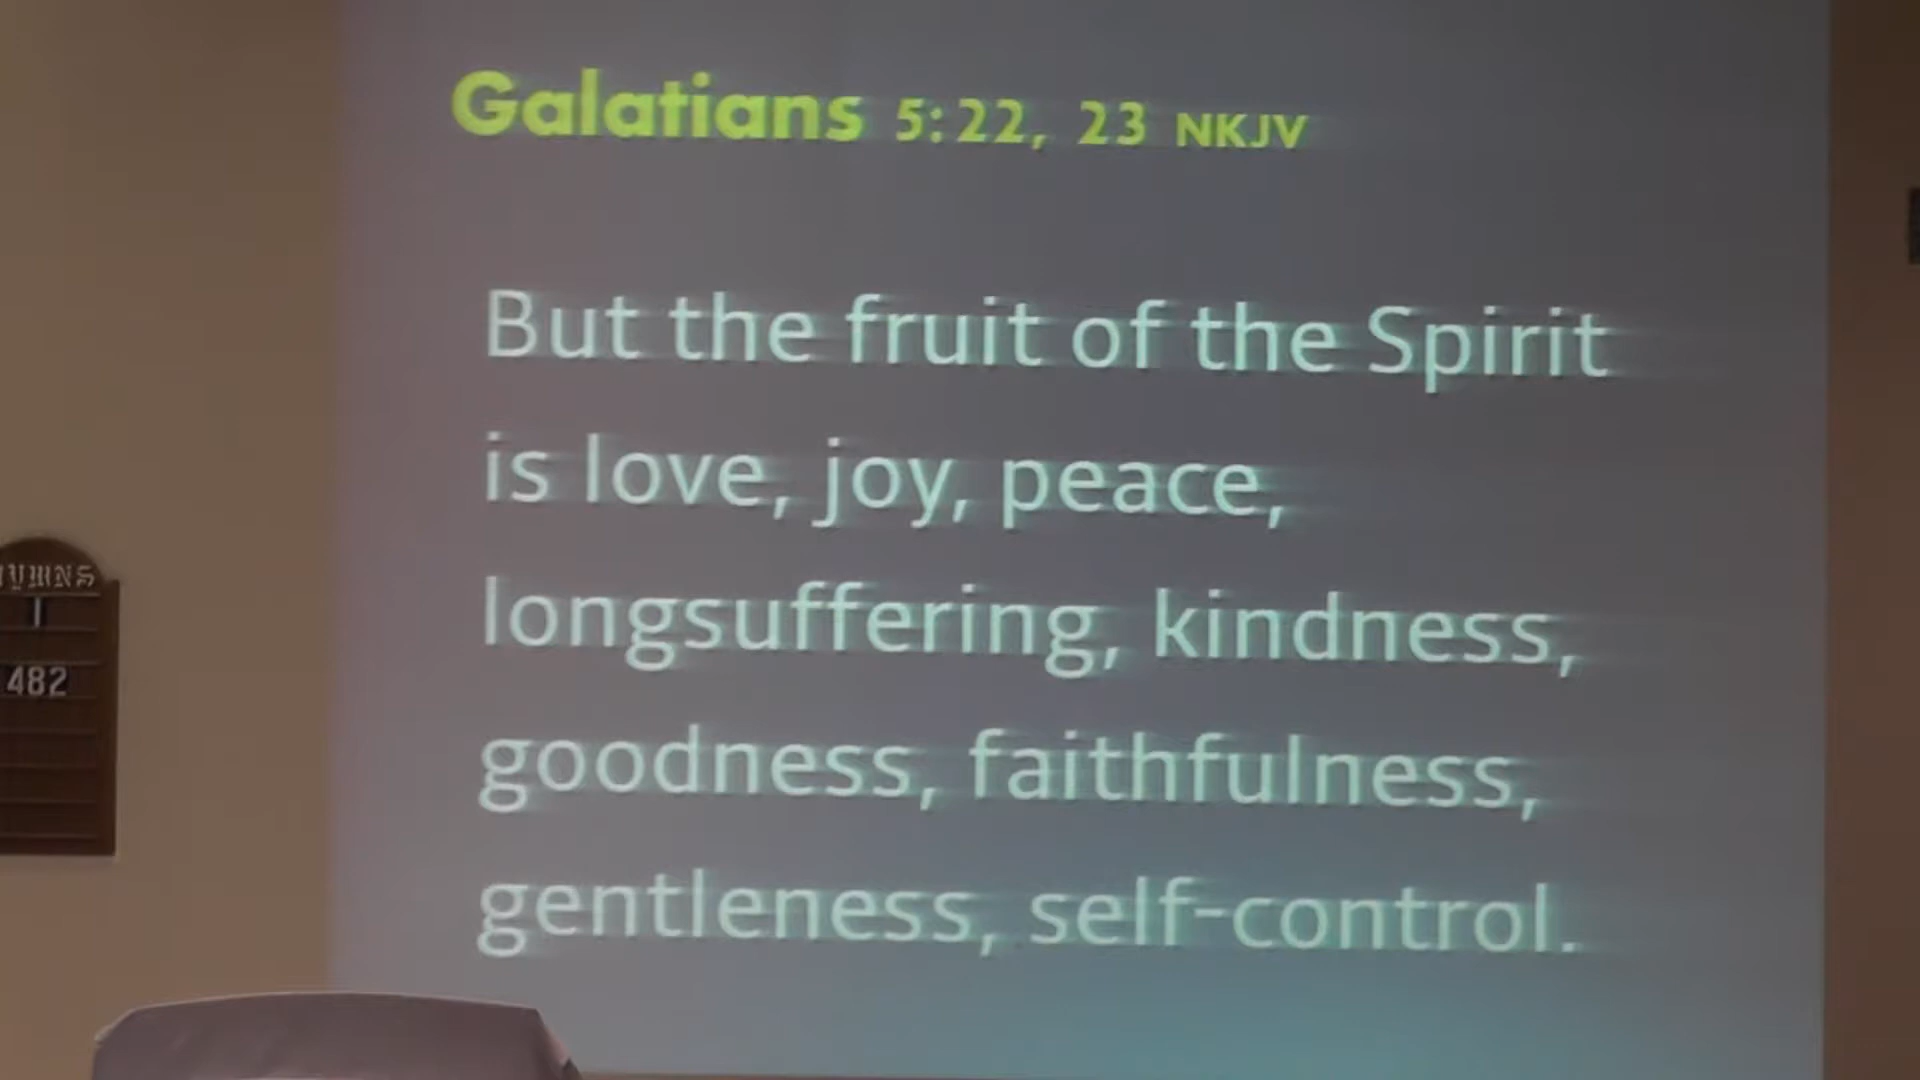 Galatians 5:22, 23 NKJV
But the fruit of the Spirit
is love, joy, peace,
longsuffering, kindness,
goodness, faithfulness,
gentleness, self-control.
482